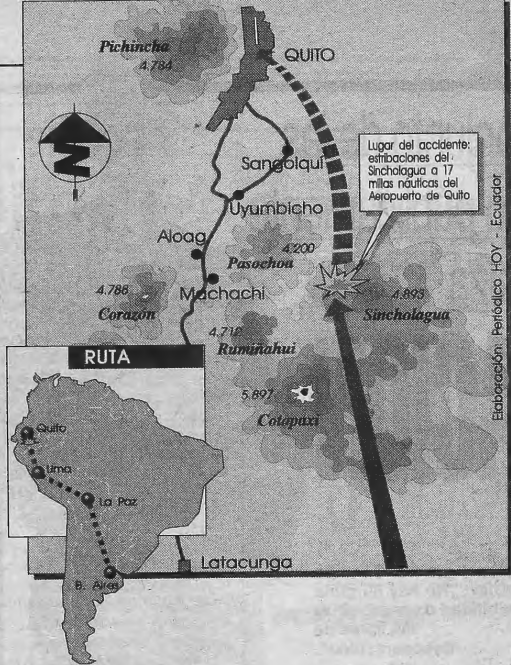 Pichincha
4.784
QUITO
N
Lugar del accidente:
estribaciones del
Sincholagua a 17
millas náuticas del
Aeropuerto de Quito
Sangolqui
Uyumbicho
Aloag
4.200
Pasochoa
4.788
Corazón
Machachi
4.893
Sincholagua
4.712
Rumiñahui
5.897
Cotopaxi
Latacunga
RUTA
Quito
Lima
La Paz
B. Aires
Elaboración: Periódico HOY - Ecuador